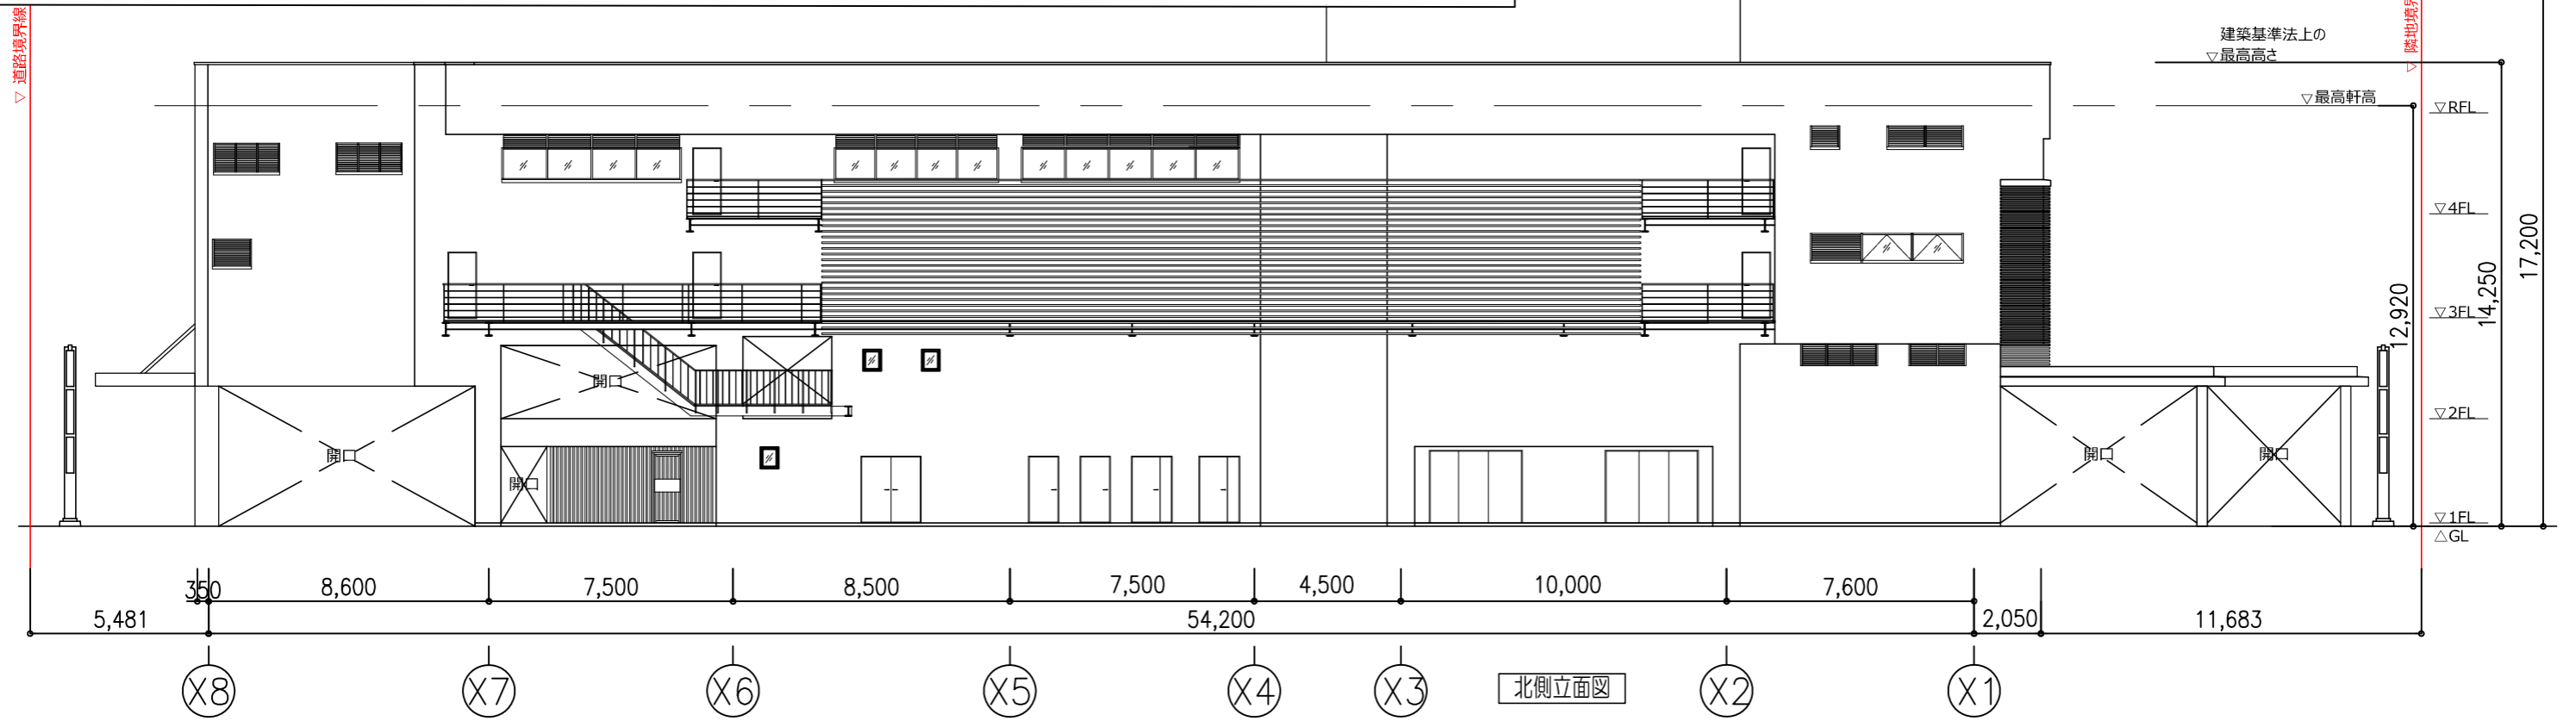 ▽ 道路境界線
建築基準法上の
▽最高高さ
▽最高軒高
▽RFL
▽4FL
▽3FL
▽2FL
▽1FL
△GL
12,920
14,250
17,200
開口
開口
開口
開口
開口
350
8,600
7,500
8,500
7,500
4,500
10,000
7,600
5,481
54,200
2,050
11,683
X8
X7
X6
X5
X4
X3
北側立面図
X2
X1